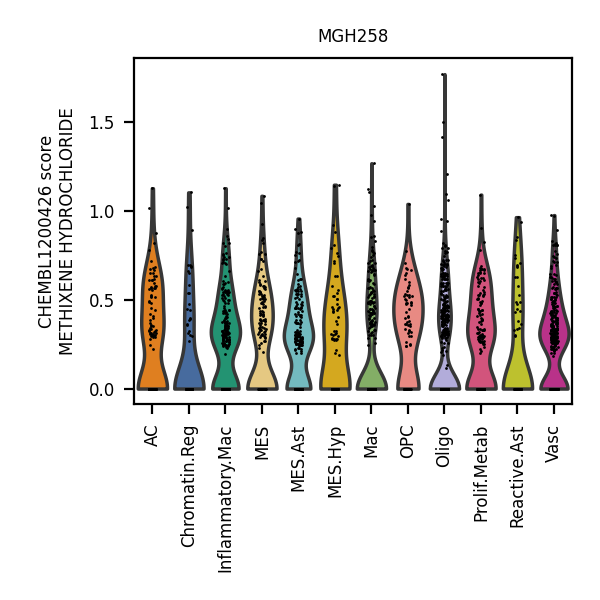 MGH258
CHEMBL1200426 score
METHIXENE HYDROCHLORIDE
1.5
1.0
0.5
0.0
AC
Chromatin.Reg
Inflammatory.Mac
MES
MES.Ast
MES.Hyp
Mac
OPC
Oligo
Prolif.Metab
Reactive.Ast
Vasc